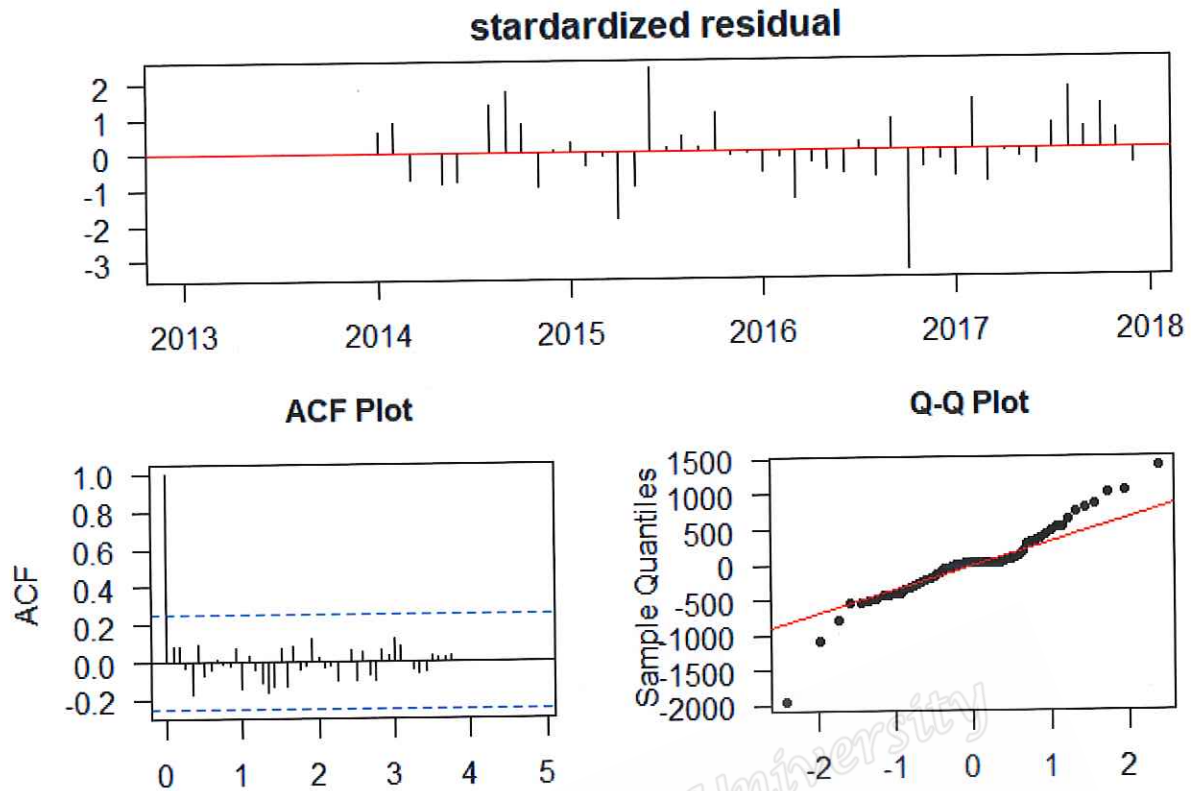 stardardized residual
2
1
0
-1
-2
-3
2013 2014 2015 2016 2017 2018
ACF Plot
ACF
1.0
0.8
0.6
0.4
0.2
0.0
-0.2
0 1 2 3 4 5
Q-Q Plot
Sample Quantiles
1500
1000
500
0
-500
-1000
-1500
-2000
-2 -1 0 1 2
University